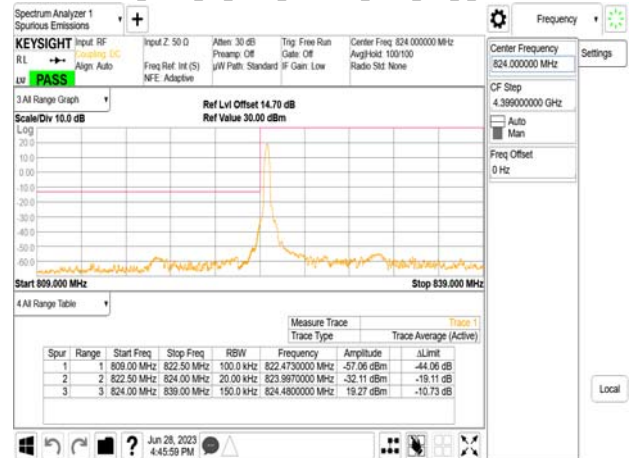 Spectrum Analyzer 1
Spurious Emissions
Frequency
KEYSIGHT
Input: RF
Coupling: DC
Align: Auto
Input Z: 50 Ω
Freq Ref: Int (S)
NFE: Adaptive
Atten: 30 dB
Preamp: Off
µW Path: Standard
Trig: Free Run
Gate: Off
IF Gain: Low
Center Freq: 824.000000 MHz
Avg|Hold: 100/100
Radio Std: None
RL
PASS
3 All Range Graph
Ref Lvl Offset 14.70 dB
Scale/Div 10.0 dB
Ref Value 30.00 dBm
Log
20.0
10.0
0.00
-10.0
-20.0
-30.0
-40.0
-50.0
-60.0
Start 809.000 MHz
Stop 839.000 MHz
4 All Range Table
Measure Trace Trace 1
Trace Type Trace Average (Active)
Spur Range Start Freq Stop Freq RBW Frequency Amplitude ΔLimit
1 1 809.00 MHz 822.50 MHz 100.0 kHz 822.4730000 MHz -57.06 dBm -44.06 dB
2 2 822.50 MHz 824.00 MHz 20.00 kHz 823.9970000 MHz -32.11 dBm -19.11 dB
3 3 824.00 MHz 839.00 MHz 150.0 kHz 824.4800000 MHz 19.27 dBm -10.73 dB
Jun 28, 2023
4:45:59 PM
Center Frequency
824.000000 MHz
Settings
CF Step
4.399000000 GHz
Auto
Man
Freq Offset
0 Hz
Local